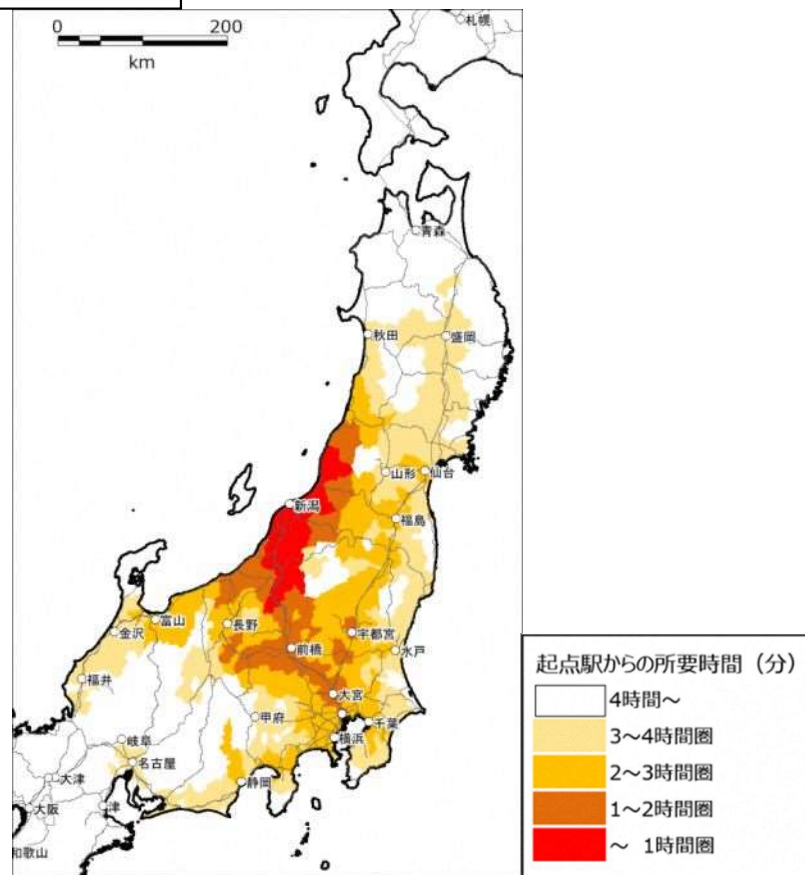 0 200
km
札幌
青森
秋田
盛岡
山形
仙台
新潟
福島
富山
金沢
長野
宇都宮
前橋
水戸
福井
大宮
甲府
千葉
岐阜
横浜
名古屋
大津
静岡
大阪
津
和歌山
起点駅からの所要時間（分）
4時間～
3～4時間圏
2～3時間圏
1～2時間圏
～ 1時間圏